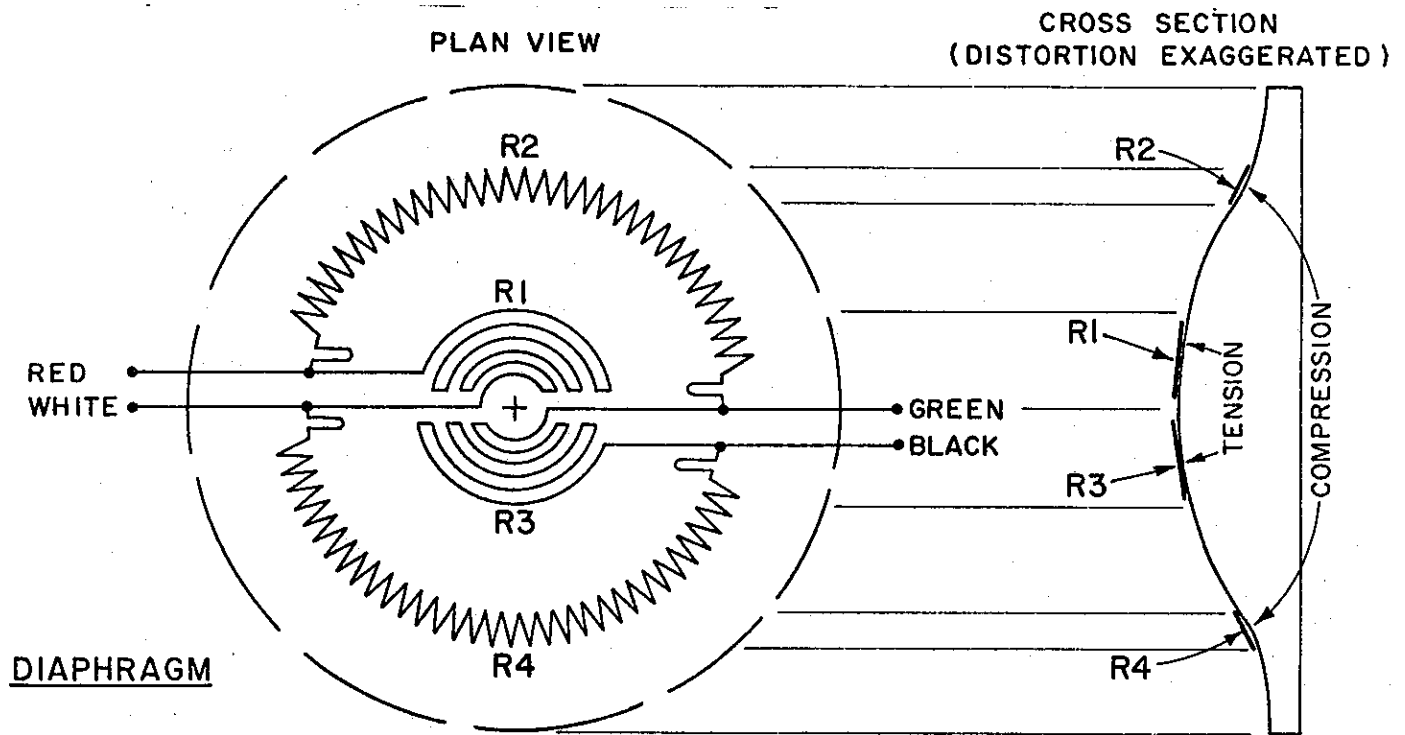 PLAN VIEW
CROSS SECTION
(DISTORTION EXAGGERATED)
R2
R1
RED
WHITE
GREEN
BLACK
R3
R4
DIAPHRAGM
R2
R1
R3
R4
TENSION
COMPRESSION